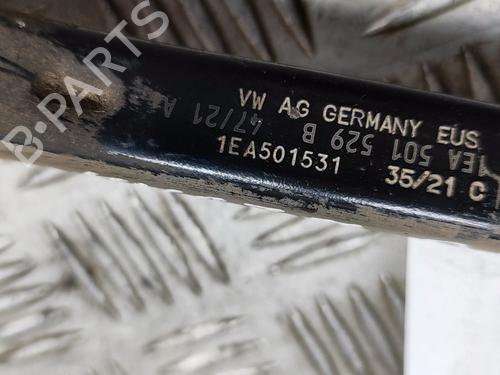 VW AG GERMANY EUS
1EA501531
35/21 C
47/21 A
1EA 501 529 B
B-PARTS